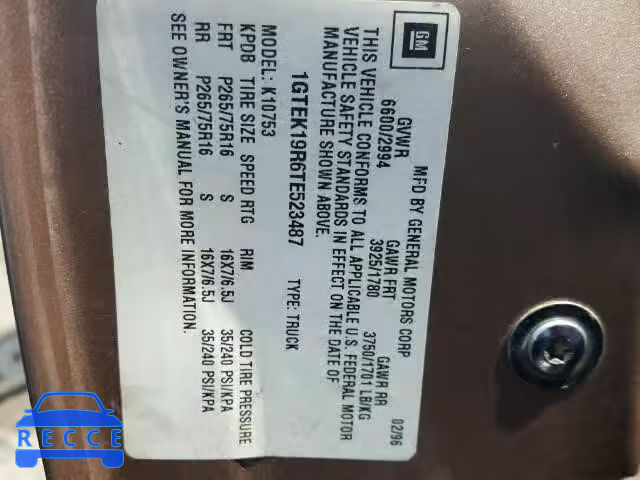 GM
MFD BY GENERAL MOTORS CORP 02/96
GVWR GAWR FRT GAWR RR
6600/2994 3925/1780 3750/1701 LB/KG
THIS VEHICLE CONFORMS TO ALL APPLICABLE U.S. FEDERAL MOTOR
VEHICLE SAFETY STANDARDS IN EFFECT ON THE DATE OF
MANUFACTURE SHOWN ABOVE.
1GTEK19R6TE523487 TYPE: TRUCK
MODEL: K10753
KPDB TIRE SIZE SPEED RTG RIM COLD TIRE PRESSURE
FRT P265/75R16 S 16X7/6.5J 35/240 PSI/KPA
RR P265/75R16 S 16X7/6.5J 35/240 PSI/KPA
SEE OWNER'S MANUAL FOR MORE INFORMATION.
RECCE